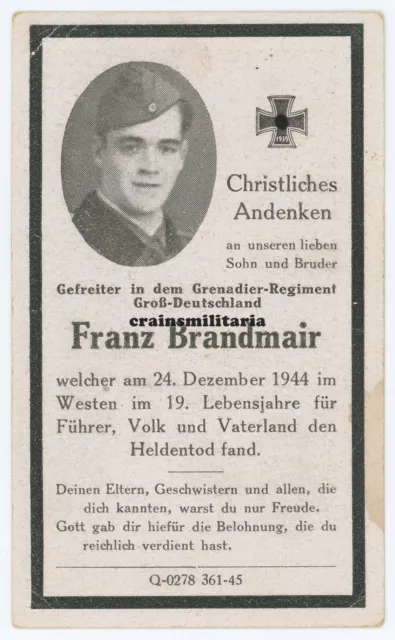 1939
Christliches
Andenken
an unseren lieben
Sohn und Bruder
Gefreiter in dem Grenadier-Regiment
Groß-Deutschland
crainsmilitaria
Franz Brandmair
welcher am 24. Dezember 1944 im
Westen im 19. Lebensjahre für
Führer, Volk und Vaterland den
Heldentod fand.
Deinen Eltern, Geschwistern und allen, die
dich kannten, warst du nur Freude.
Gott gab dir hiefür die Belohnung, die du
reichlich verdient hast.
Q-0278 361-45